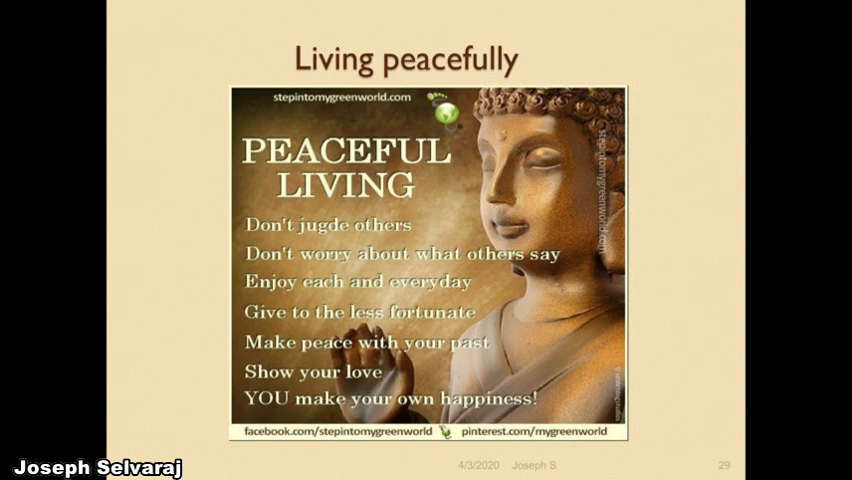 Living peacefully
stepintomygreenworld.com
PEACEFUL
LIVING
Don't jugde others
Don't worry about what others say
Enjoy each and everyday
Give to the less fortunate
Make peace with your past
Show your love
YOU make your own happiness!
stepintomygreenworld.com
facebook.com/stepintomygreenworld pinterest.com/mygreenworld
4/3/2020 Joseph S 29
Joseph Selvaraj